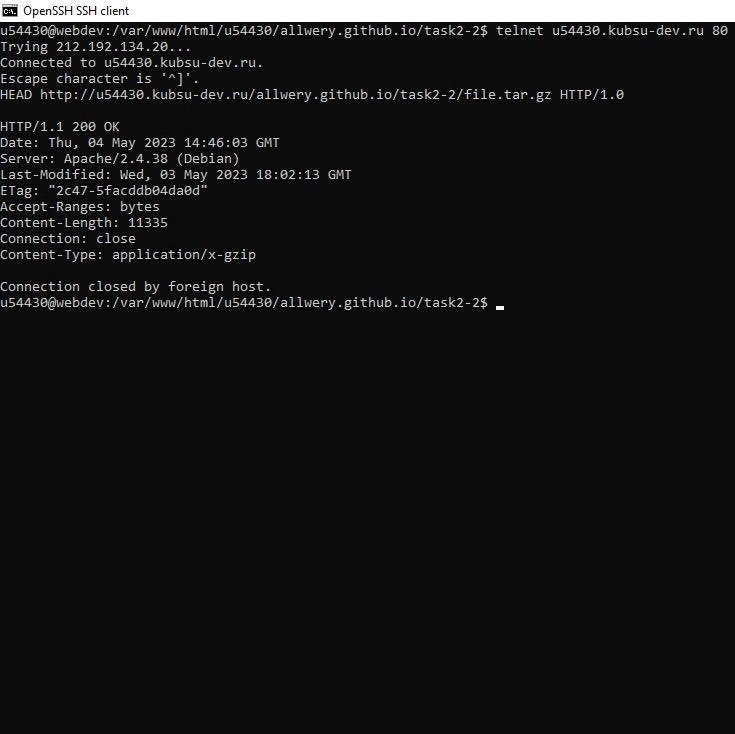 OpenSSH SSH client
u54430@webdev:/var/www/html/u54430/allwery.github.io/task2-2$ telnet u54430.kubsu-dev.ru 80
Trying 212.192.134.20...
Connected to u54430.kubsu-dev.ru.
Escape character is '^]'.
HEAD http://u54430.kubsu-dev.ru/allwery.github.io/task2-2/file.tar.gz HTTP/1.0
HTTP/1.1 200 OK
Date: Thu, 04 May 2023 14:46:03 GMT
Server: Apache/2.4.38 (Debian)
Last-Modified: Wed, 03 May 2023 18:02:13 GMT
ETag: "2c47-5facddb04da0d"
Accept-Ranges: bytes
Content-Length: 11335
Connection: close
Content-Type: application/x-gzip
Connection closed by foreign host.
u54430@webdev:/var/www/html/u54430/allwery.github.io/task2-2$